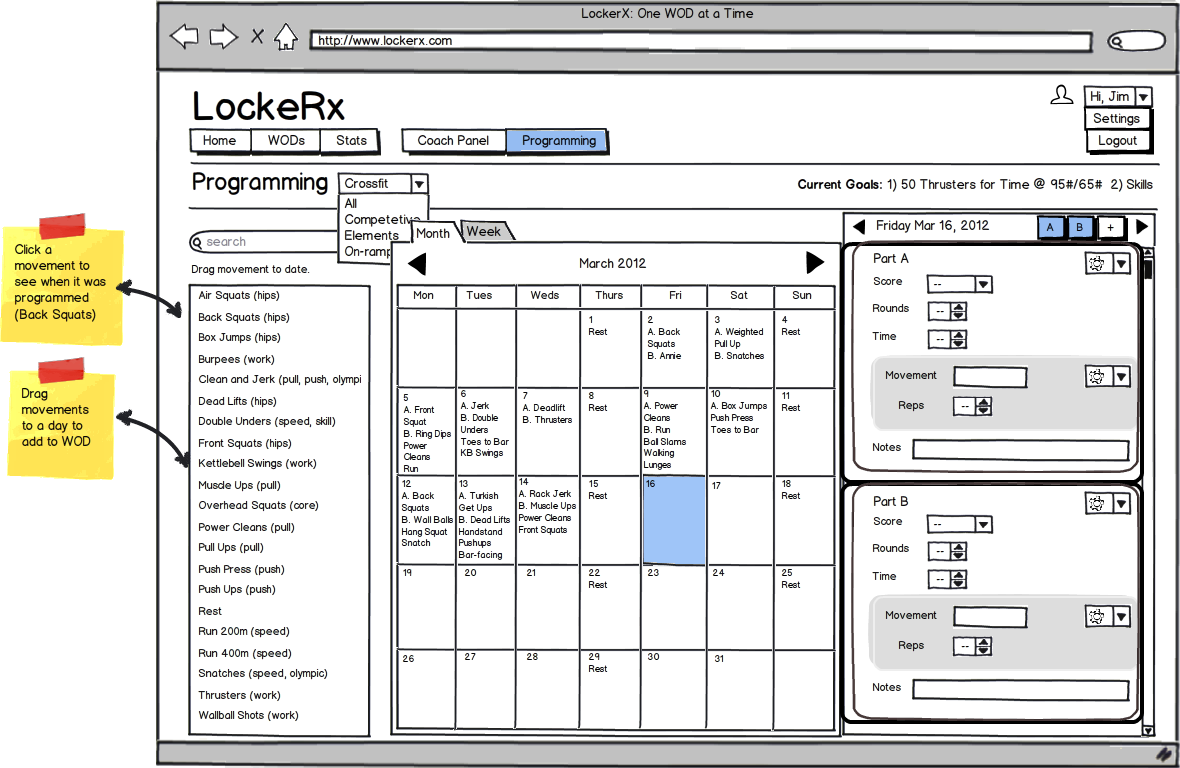 LockerX: One WOD at a Time
http://www.lockerx.com
LockeRx
Hi, Jim
Settings
Logout
Home
WODs
Stats
Coach Panel
Programming
Programming
Crossfit
All
Competetive
Elements
On-ramp
Current Goals: 1) 50 Thrusters for Time @ 95#/65# 2) Skills
Click a
movement to
see when it was
programmed
(Back Squats)
Drag
movements
to a day to
add to WOD
search
Drag movement to date.
Air Squats (hips)
Back Squats (hips)
Box Jumps (hips)
Burpees (work)
Clean and Jerk (pull, push, olympi
Dead Lifts (hips)
Double Unders (speed, skill)
Front Squats (hips)
Kettlebell Swings (work)
Muscle Ups (pull)
Overhead Squats (core)
Power Cleans (pull)
Pull Ups (pull)
Push Press (push)
Push Ups (push)
Rest
Run 200m (speed)
Run 400m (speed)
Snatches (speed, olympic)
Thrusters (work)
Wallball Shots (work)
Month
Week
March 2012
Mon
Tues
Weds
Thurs
Fri
Sat
Sun
1
Rest
2
A. Back
Squats
B. Annie
3
A. Weighted
Pull Up
B. Snatches
4
Rest
5
A. Front
Squat
B. Ring Dips
Power
Cleans
Run
6
A. Jerk
B. Double
Unders
Toes to Bar
KB Swings
7
A. Deadlift
B. Thrusters
8
Rest
9
A. Power
Cleans
B. Run
Ball Slams
Walking
Lunges
10
A. Box Jumps
Push Press
Toes to Bar
11
Rest
12
A. Back
Squats
B. Wall Balls
Hang Squat
Snatch
13
A. Turkish
Get Ups
B. Dead Lifts
Handstand
Pushups
Bar-facing
14
A. Rack Jerk
B. Muscle Ups
Power Cleans
Front Squats
15
Rest
16
17
18
Rest
19
20
21
22
Rest
23
24
25
Rest
26
27
28
29
Rest
30
31
Friday Mar 16, 2012
A
B
+
Part A
Score
--
Rounds
--
Time
--
Movement
Reps
--
Notes
Part B
Score
--
Rounds
--
Time
--
Movement
Reps
--
Notes